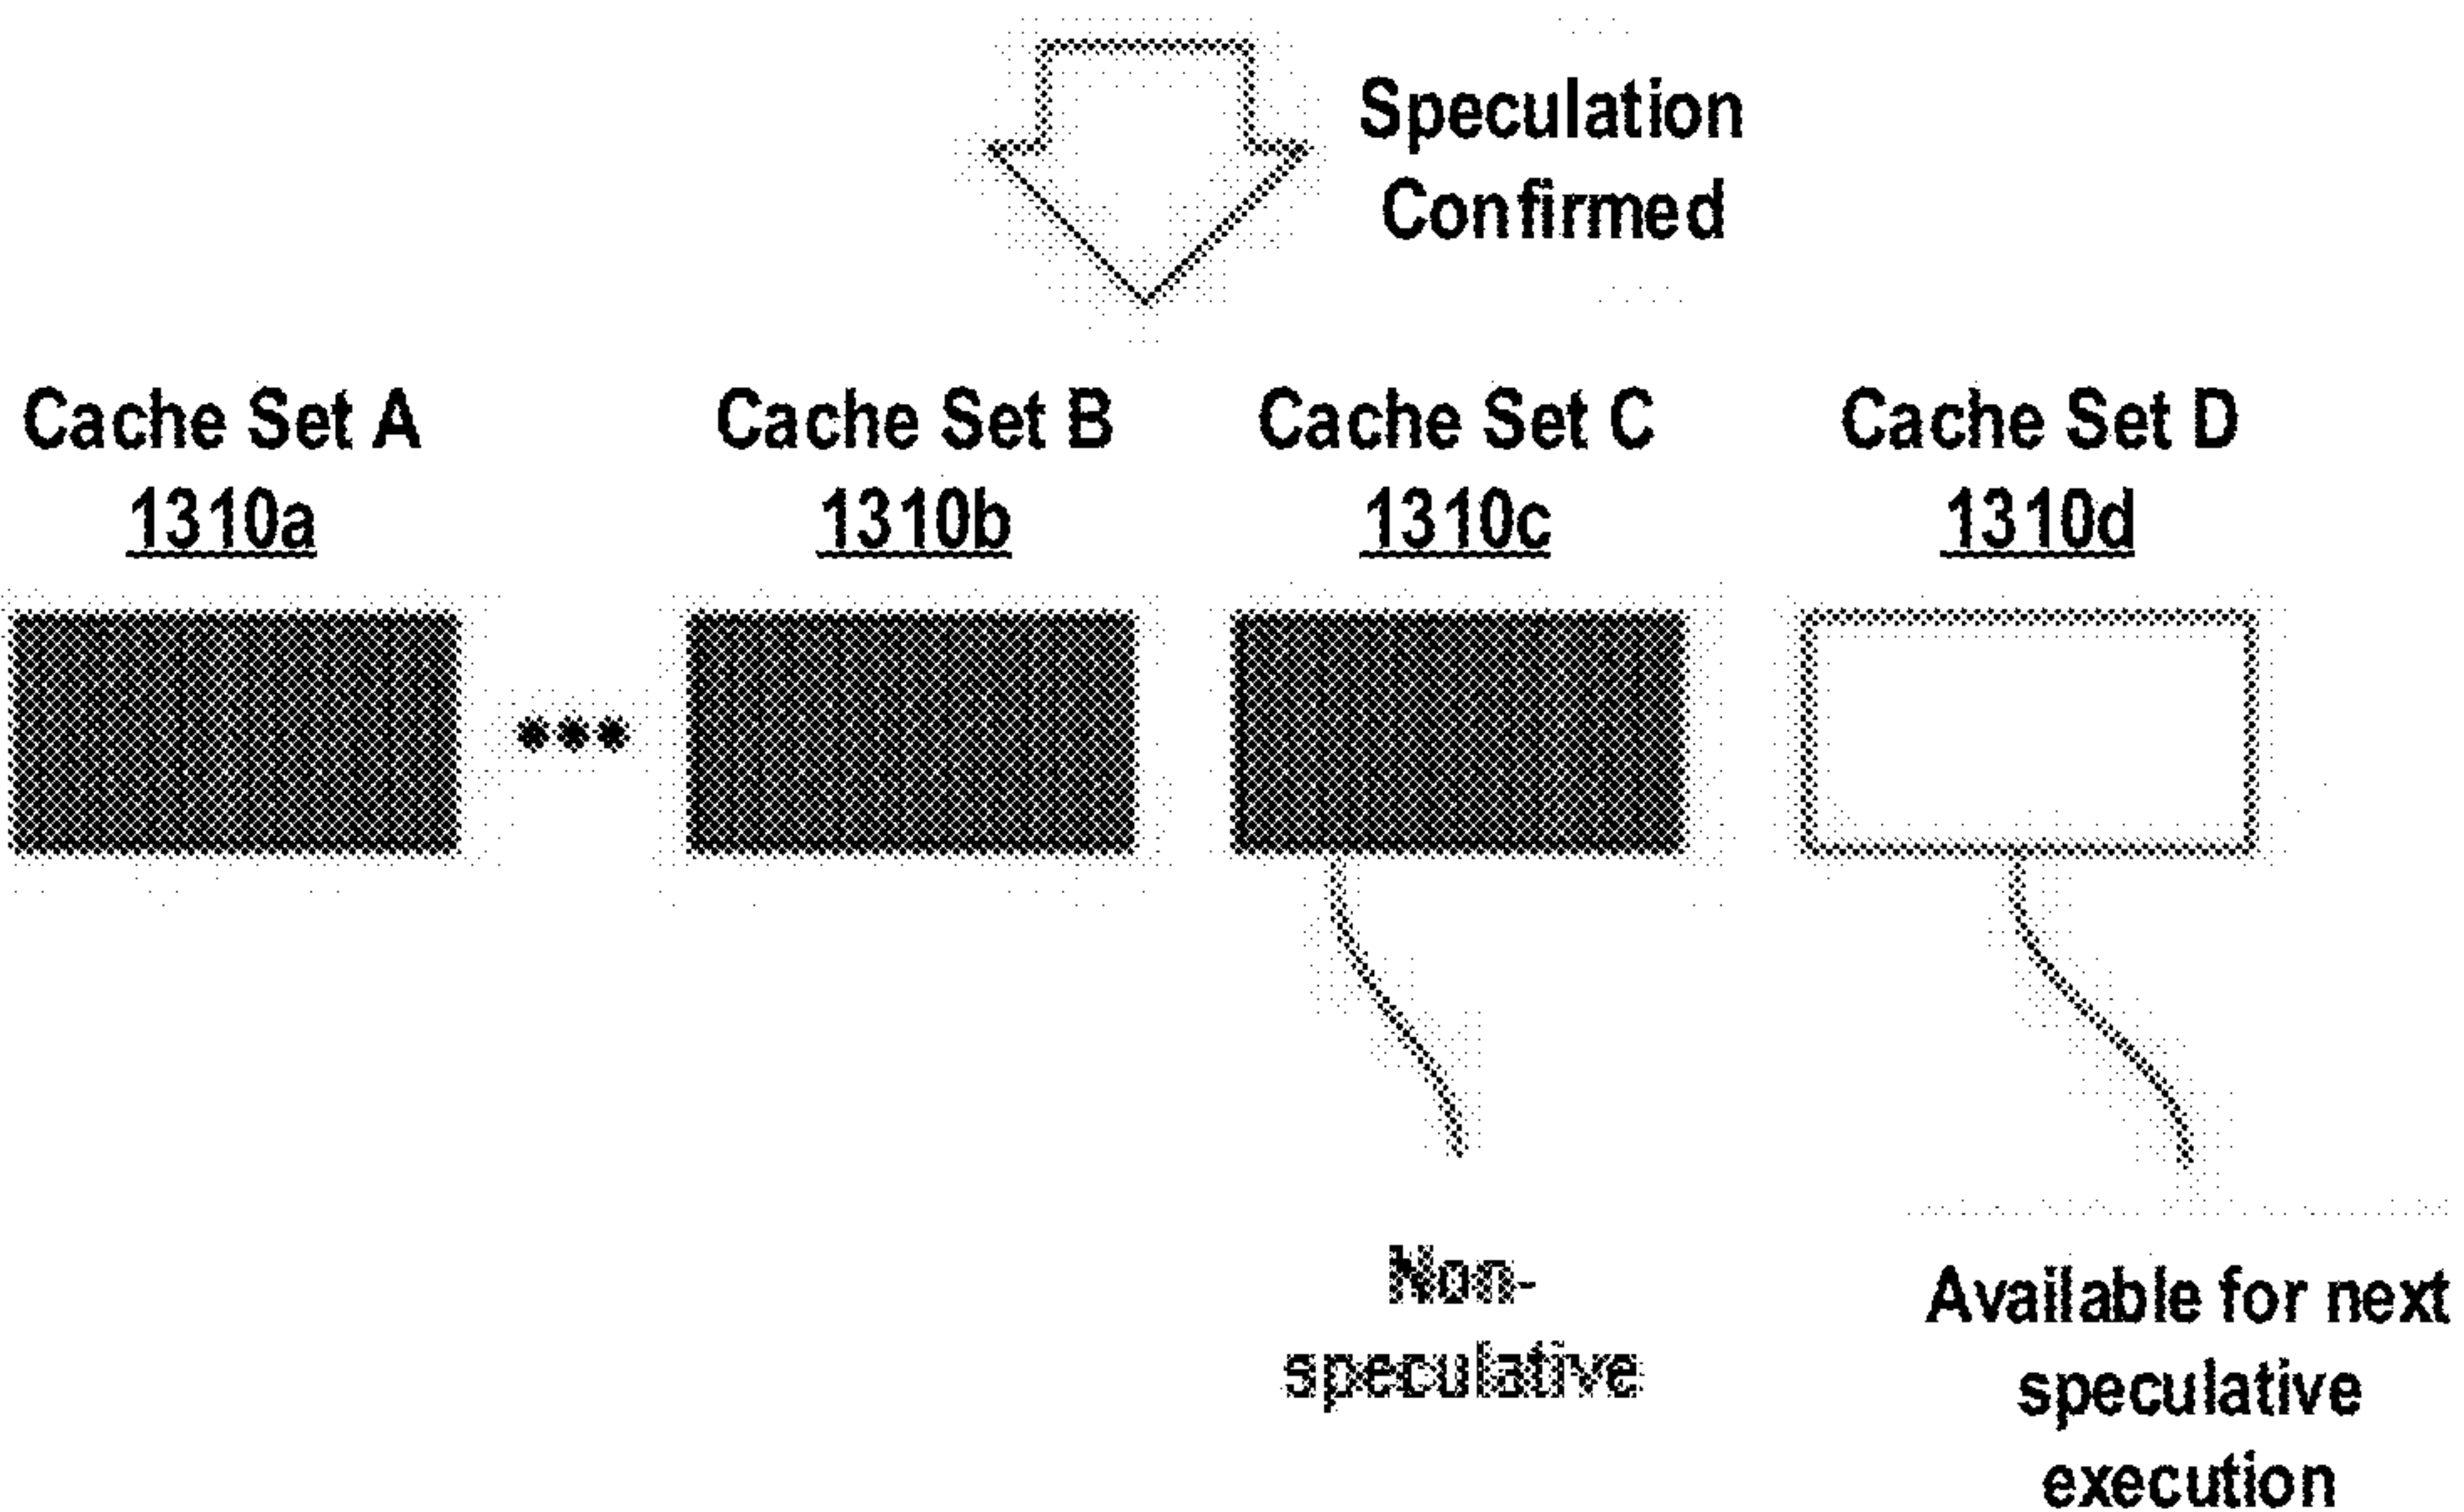 Speculation
Confirmed
Cache Set A
1310a
Cache Set B
1310b
Cache Set C
1310c
Cache Set D
1310d
Non-
speculative
Available for next
speculative
execution